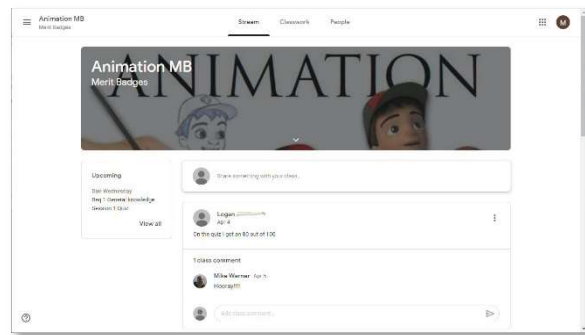 Animation MB
Merit Badges
Stream
Classwork
People
M
ANIMATION
Animation MB
Merit Badges
Upcoming
Due Wednesday
Req 1 General knowledge
Session 1 Quiz
View all
Share something with your class...
Logan
Apr 4
On the quiz I got an 90 out of 100
1 class comment
Mike Warner Apr 5
Hooray!!!!
Add class comment...